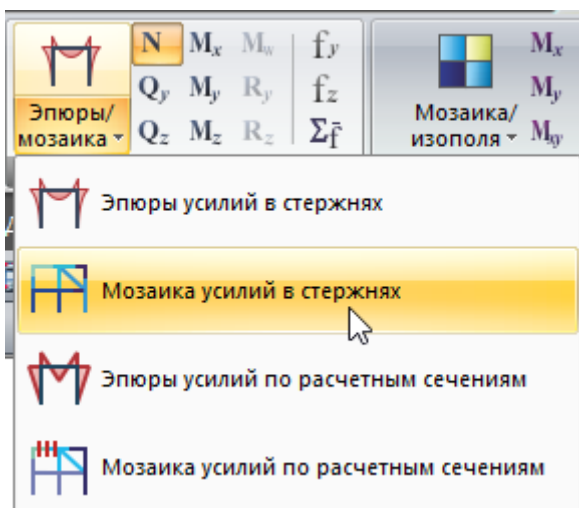 N Mx Mw fy Mx
Qy My Ry fz My
Эпюры/ мозаика Qz Mz Rz Σf̄ Мозаика/ изополя Mxy
Эпюры усилий в стержнях
Мозаика усилий в стержнях
Эпюры усилий по расчетным сечениям
Мозаика усилий по расчетным сечениям